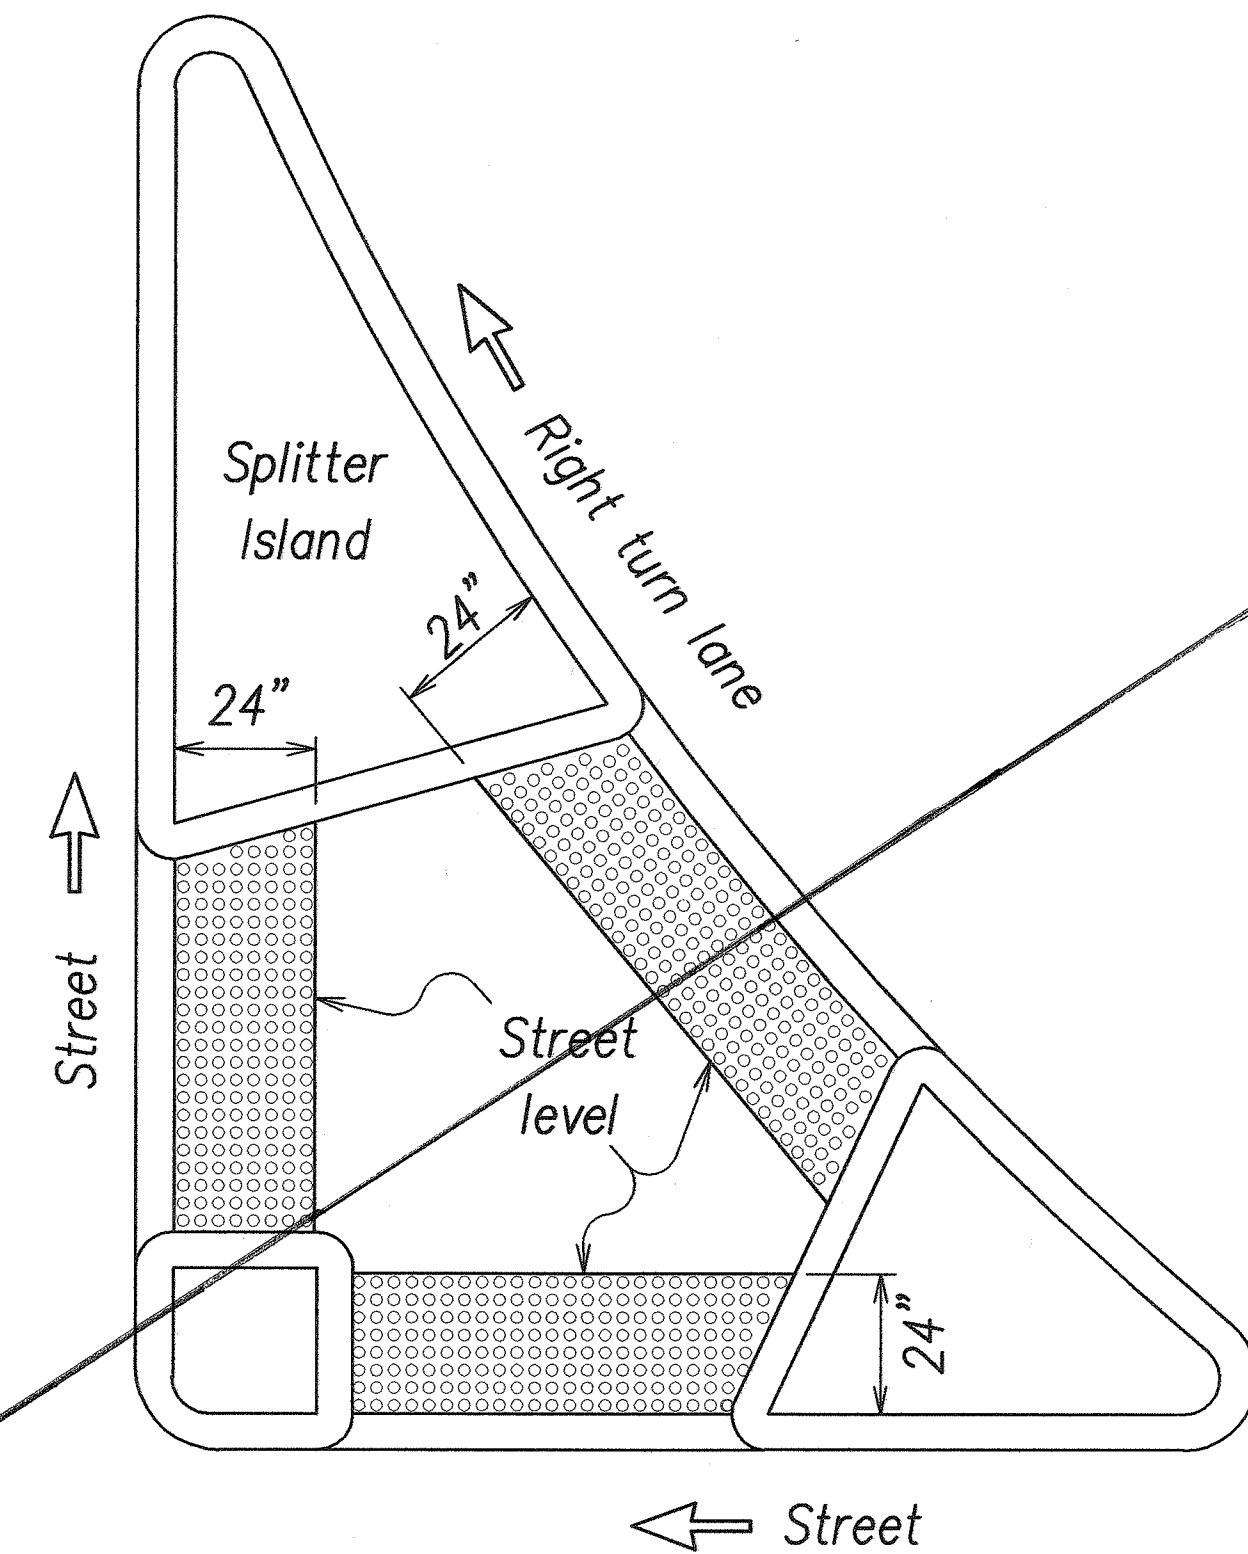 Splitter
Island
Right turn lane
24”
24”
Street
Street
level
24”
Street